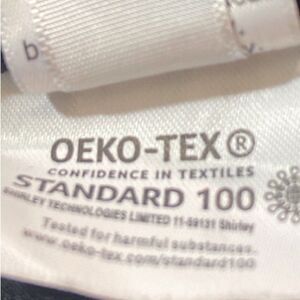 b
OEKO-TEX®
CONFIDENCE IN TEXTILES
STANDARD 100
SHIRLEY TECHNOLOGIES LIMITED 11-59131 Shirley
Tested for harmful substances.
www.oeko-tex.com/standard100